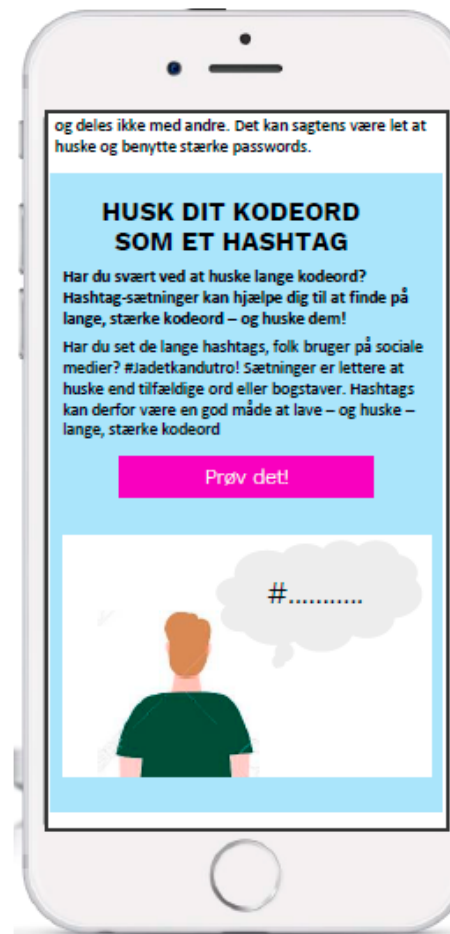 og deles ikke med andre. Det kan sagtens være let at
huske og benytte stærke passwords.
HUSK DIT KODEORD
SOM ET HASHTAG
Har du svært ved at huske lange kodeord?
Hashtag-sætninger kan hjælpe dig til at finde på
lange, stærke kodeord – og huske dem!
Har du set de lange hashtags, folk bruger på sociale
medier? #Jadetkandutro! Sætninger er lettere at
huske end tilfældige ord eller bogstaver. Hashtags
kan derfor være en god måde at lave – og huske –
lange, stærke kodeord
Prøv det!
#...........